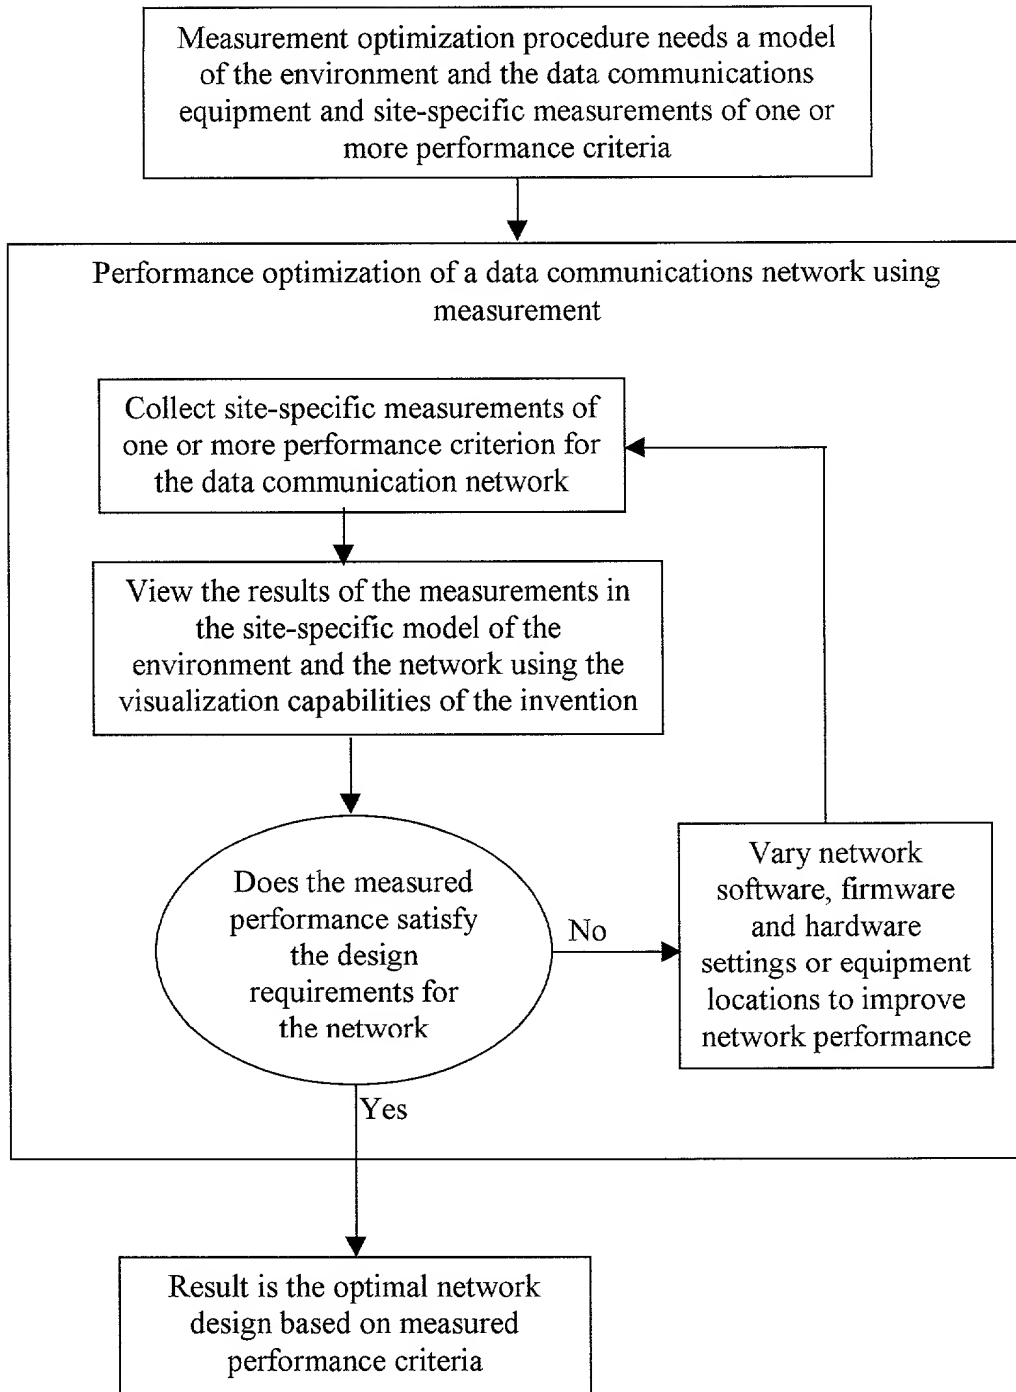 Measurement optimization procedure needs a model
of the environment and the data communications
equipment and site-specific measurements of one or
more performance criteria
Performance optimization of a data communications network using
measurement
Collect site-specific measurements of
one or more performance criterion for
the data communication network
View the results of the measurements in
the site-specific model of the
environment and the network using the
visualization capabilities of the invention
Does the measured
performance satisfy
the design
requirements for
the network
No
Vary network
software, firmware
and hardware
settings or equipment
locations to improve
network performance
Yes
Result is the optimal network
design based on measured
performance criteria